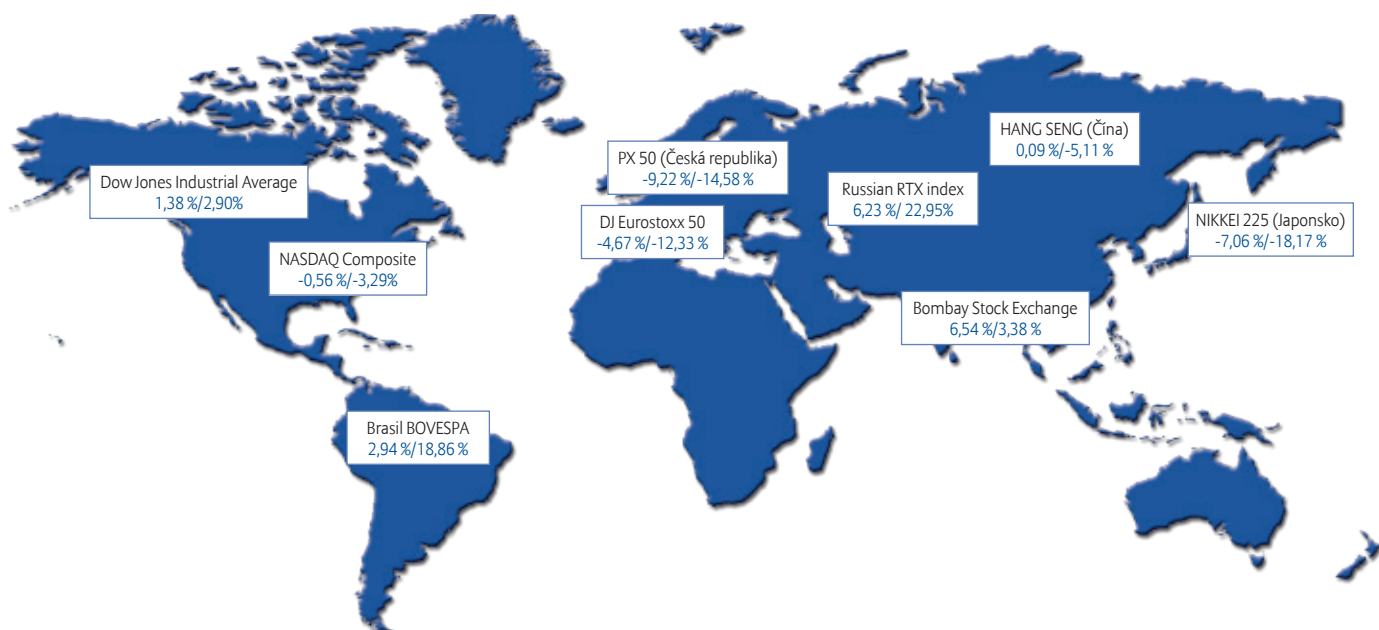 HANG SENG (Čína)
0,09 %/-5,11 %
PX 50 (Česká republika)
-9,22 %/-14,58 %
Dow Jones Industrial Average
1,38 %/2,90%
Russian RTX index
6,23 %/ 22,95%
DJ Eurostoxx 50
-4,67 %/-12,33 %
NIKKEI 225 (Japonsko)
-7,06 %/-18,17 %
NASDAQ Composite
-0,56 %/-3,29%
Bombay Stock Exchange
6,54 %/3,38 %
Brasil BOVESPA
2,94 %/18,86 %